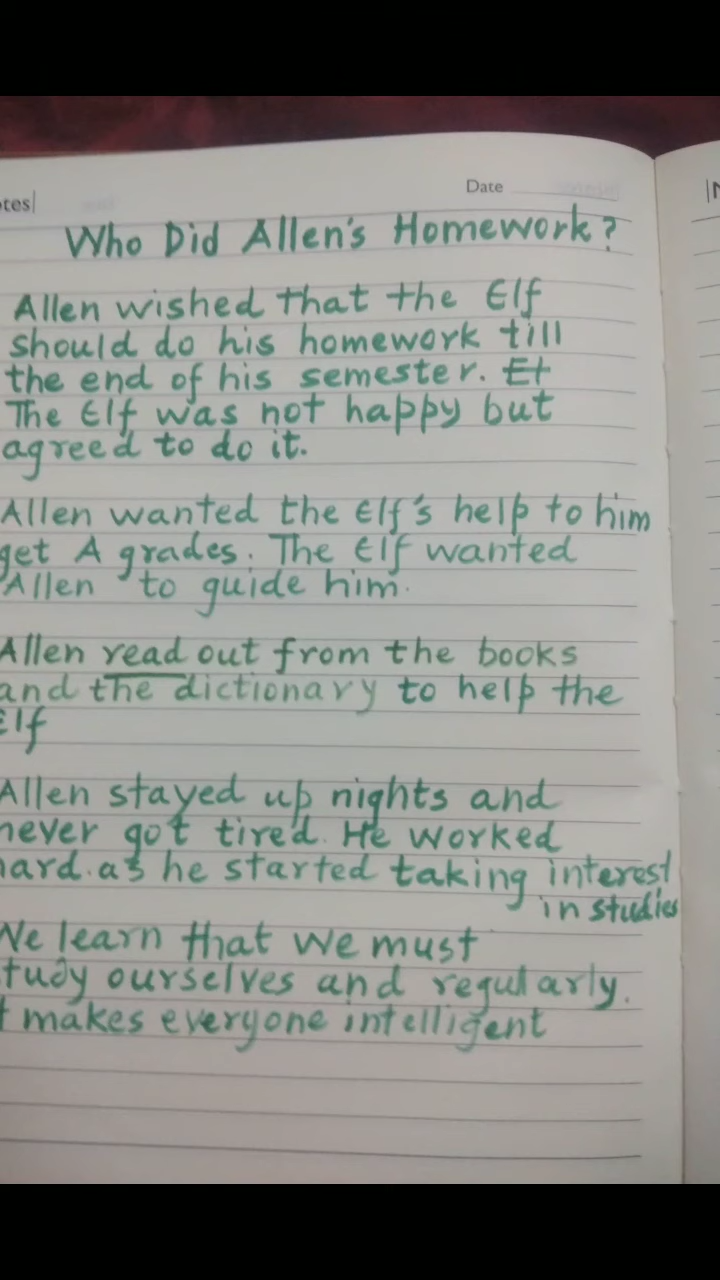 otes
Date
Who Did Allen's Homework?
Allen wished that the Elf
should do his homework till
the end of his semester. Et
The Elf was not happy but
agreed to do it.
Allen wanted the Elf's help to him
get A grades. The Elf wanted
Allen to guide him.
Allen read out from the books
and the dictionary to help the
Elf
Allen stayed up nights and
never got tired. He worked
hard. as he started taking interest
in studies
We learn that we must
tudy ourselves and regularly.
t makes everyone intelligent